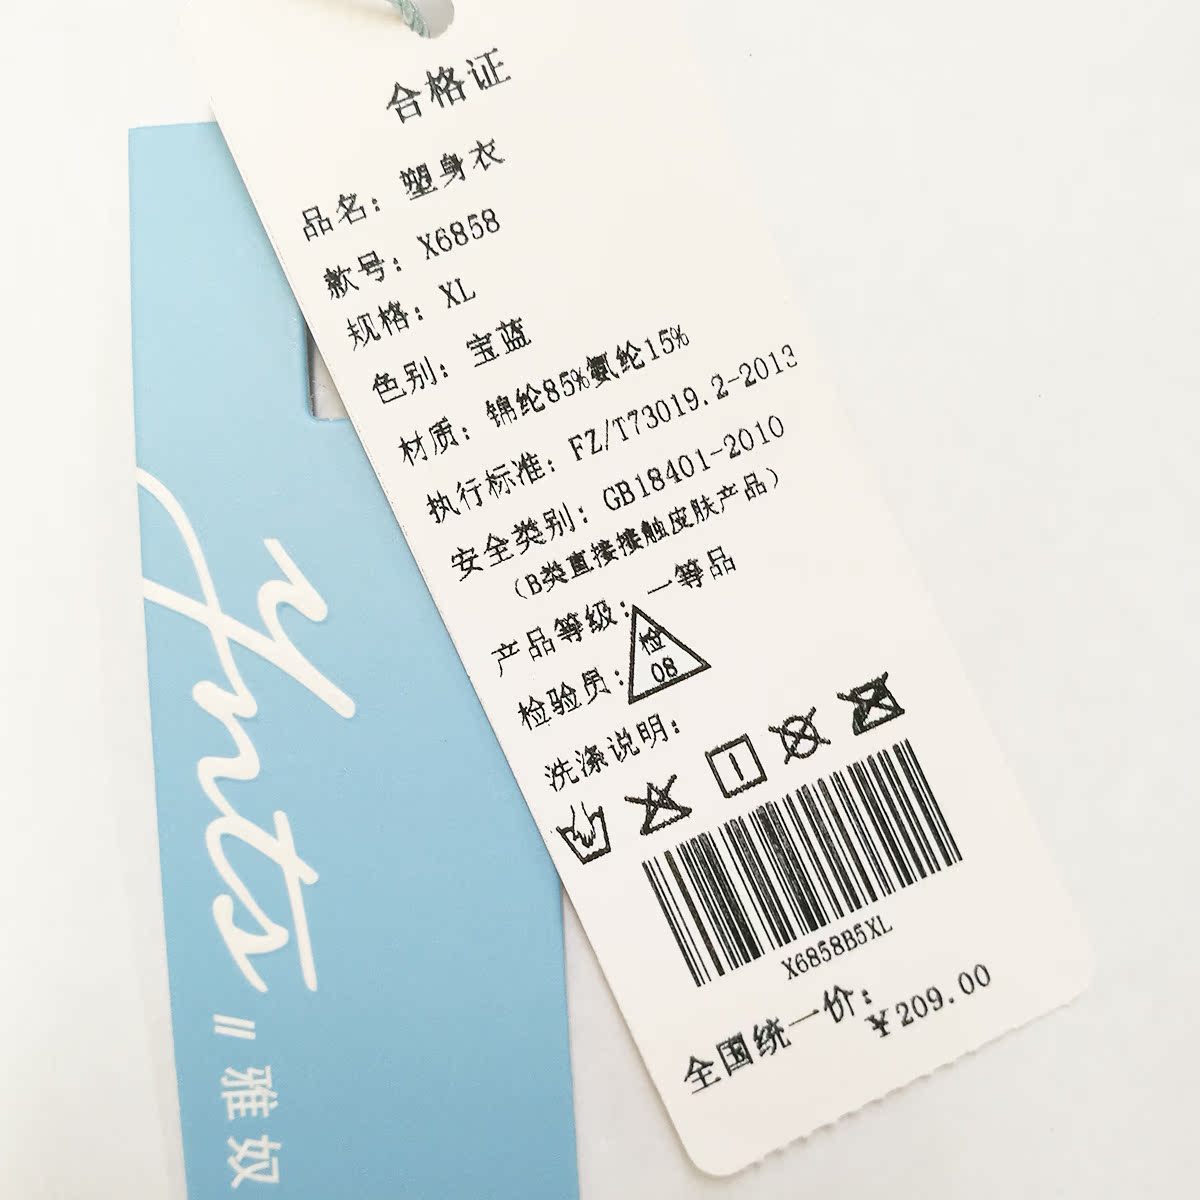 合格证
品名：塑身衣
款号：X6858
规格：XL
色别：宝蓝
材质：锦纶85%氨纶15%
执行标准：FZ/T73019.2-2013
安全类别：GB18401-2010
（B类直接接触皮肤产品）
产品等级：一等品
检验员：检 08
洗涤说明：
X6858B5XL
全国统一价：
¥209.00
Ynts
雅奴